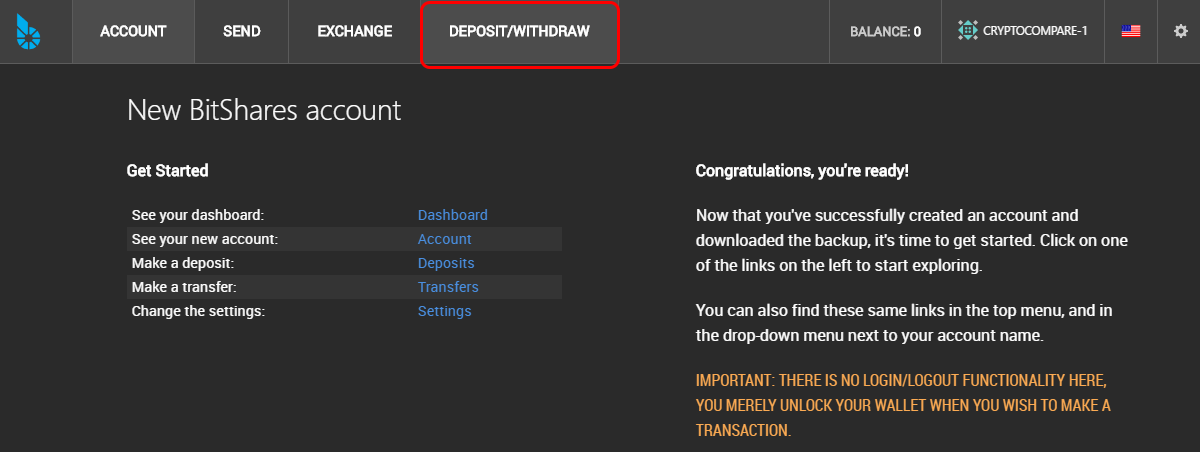 ACCOUNT SEND EXCHANGE DEPOSIT/WITHDRAW BALANCE: 0 CRYPTOCOMPARE-1
New BitShares account
Get Started
See your dashboard: Dashboard
See your new account: Account
Make a deposit: Deposits
Make a transfer: Transfers
Change the settings: Settings
Congratulations, you're ready!
Now that you've successfully created an account and
downloaded the backup, it's time to get started. Click on one
of the links on the left to start exploring.
You can also find these same links in the top menu, and in
the drop-down menu next to your account name.
IMPORTANT: THERE IS NO LOGIN/LOGOUT FUNCTIONALITY HERE,
YOU MERELY UNLOCK YOUR WALLET WHEN YOU WISH TO MAKE A
TRANSACTION.